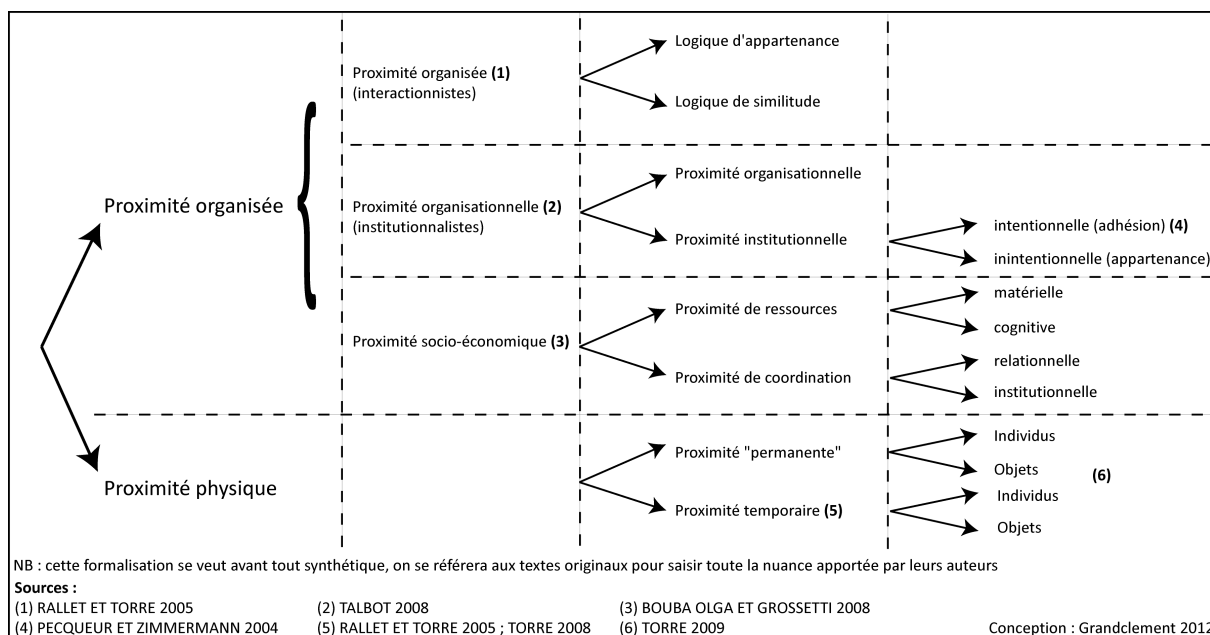 Logique d'appartenance
Proximité organisée (1)
(interactionnistes)
Logique de similitude
Proximité organisée
Proximité organisationnelle
Proximité organisationnelle (2)
(institutionnalistes)
Proximité institutionnelle
intentionnelle (adhésion) (4)
inintentionnelle (appartenance)
Proximité socio-économique (3)
Proximité de ressources
matérielle
cognitive
Proximité de coordination
relationnelle
institutionnelle
Proximité physique
Proximité "permanente"
Individus
Objets
(6)
Proximité temporaire (5)
Individus
Objets
NB : cette formalisation se veut avant tout synthétique, on se référera aux textes originaux pour saisir toute la nuance apportée par leurs auteurs
Sources :
(1) RALLET ET TORRE 2005 (2) TALBOT 2008 (3) BOUBA OLGA ET GROSSETTI 2008
(4) PECQUEUR ET ZIMMERMANN 2004 (5) RALLET ET TORRE 2005 ; TORRE 2008 (6) TORRE 2009 Conception : Grandclement 2012